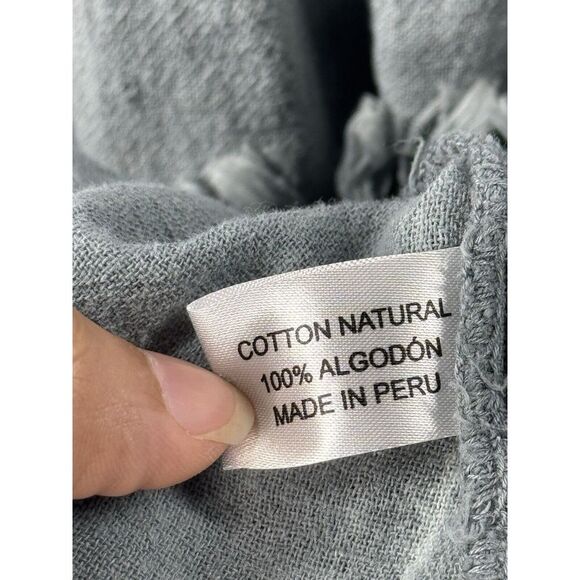 COTTON NATURAL
100% ALGODÓN
MADE IN PERU